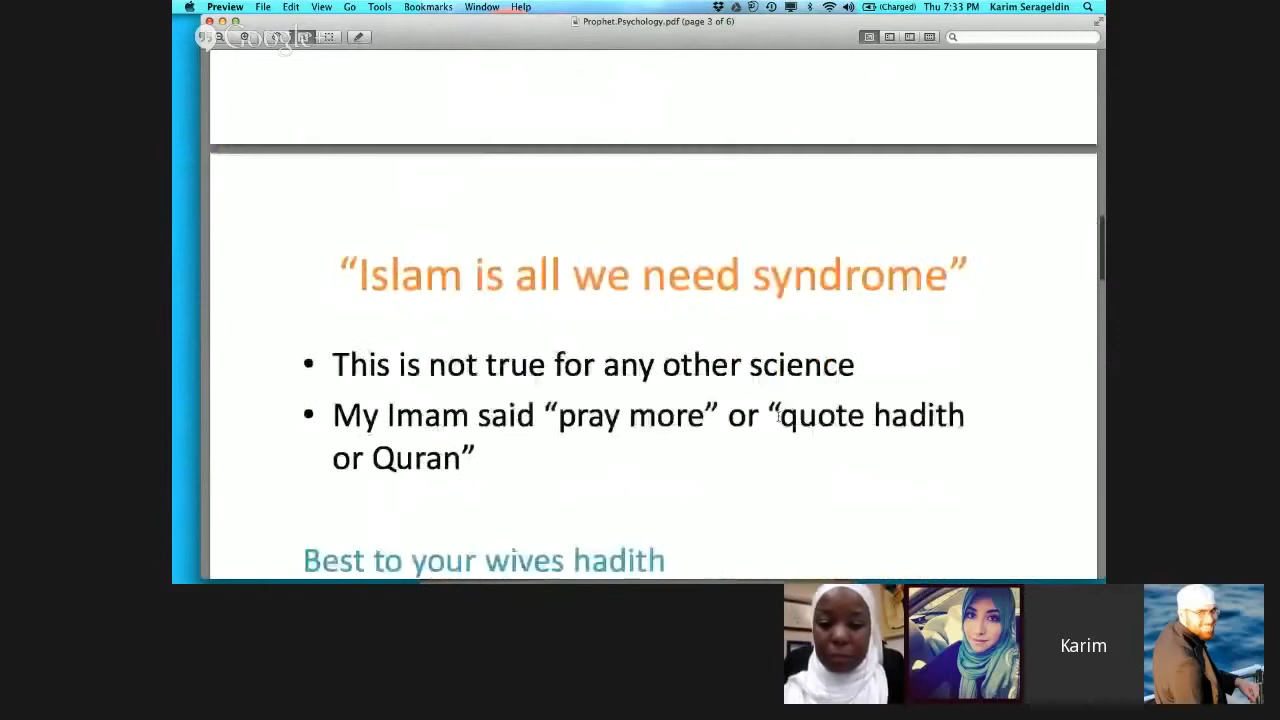 Preview File Edit View Go Tools Bookmarks Window Help (Charged) Thu 7:33 PM Karim Serageldin
Prophet.Psychology.pdf (page 3 of 6)
Google+
“Islam is all we need syndrome”
• This is not true for any other science
• My Imam said “pray more” or “quote hadith
or Quran”
Best to your wives hadith
Karim